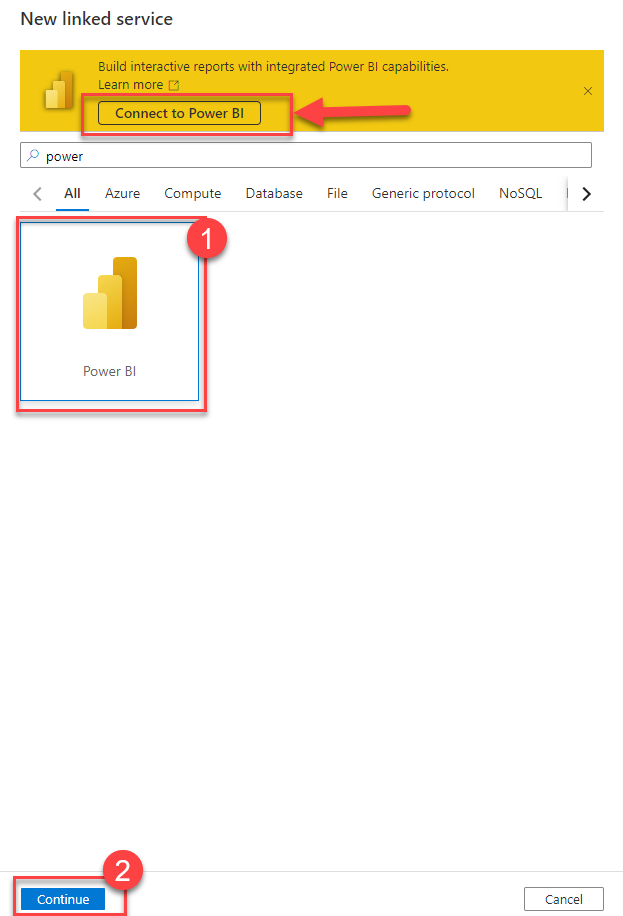 New linked service
Build interactive reports with integrated Power BI capabilities.
Learn more
Connect to Power BI
power
All Azure Compute Database File Generic protocol NoSQL
1
Power BI
2
Continue Cancel